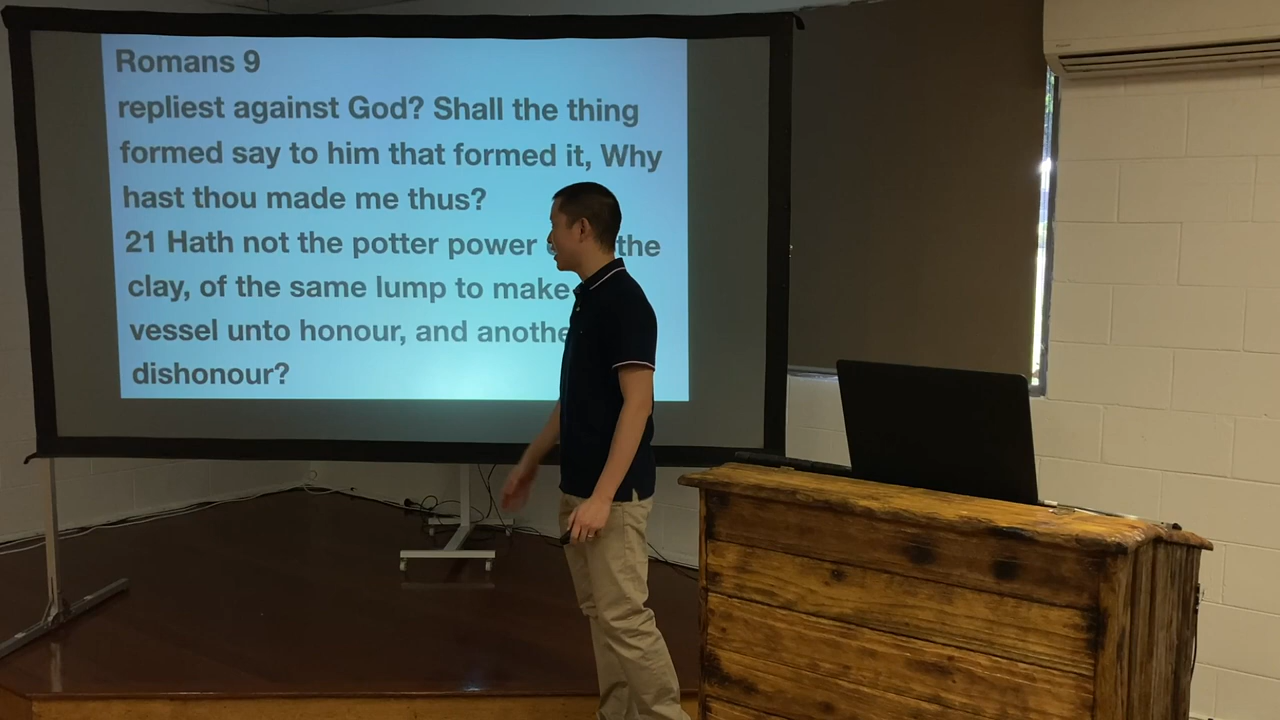 Romans 9
repliest against God? Shall the thing
formed say to him that formed it, Why
hast thou made me thus?
21 Hath not the potter power the
clay, of the same lump to make
vessel unto honour, and anothe
dishonour?